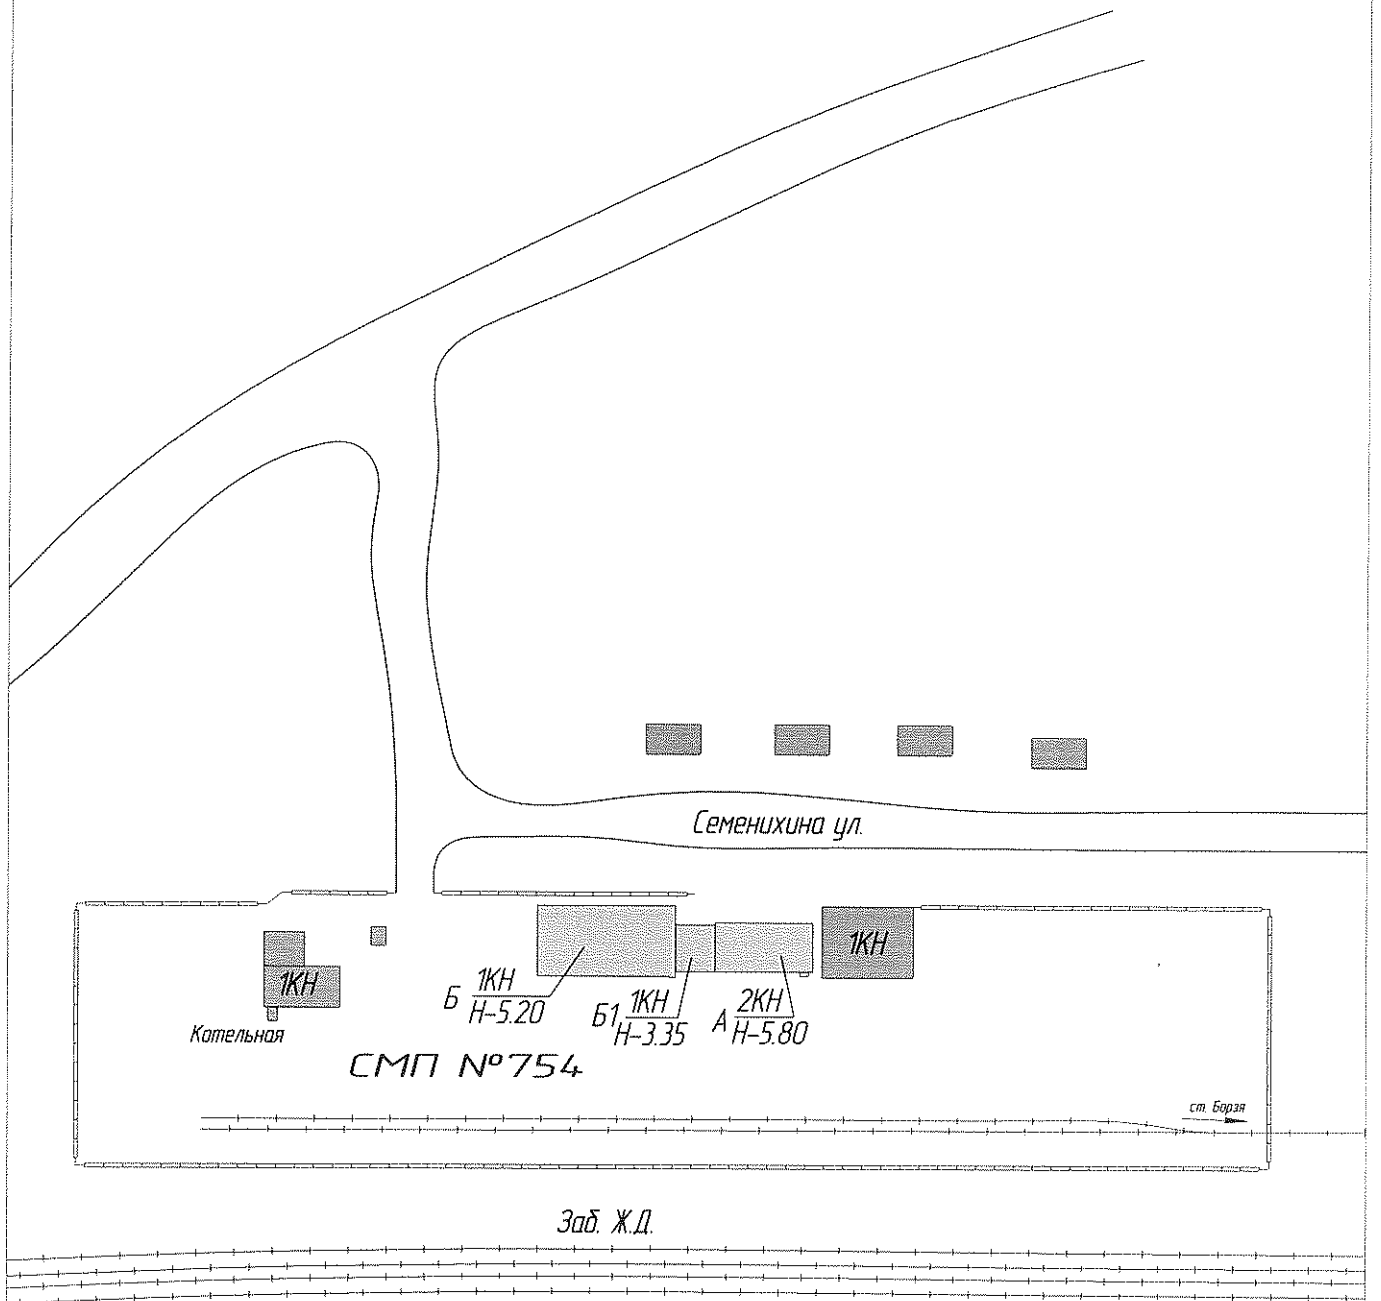 Семенихина ул.
1КН
1КН
Б 1КН
Н-5.20
Б1 1КН
Н-3.35
А 2КН
Н-5.80
Котельная
СМП №754
ст. Борзя
Заб. Ж.Д.